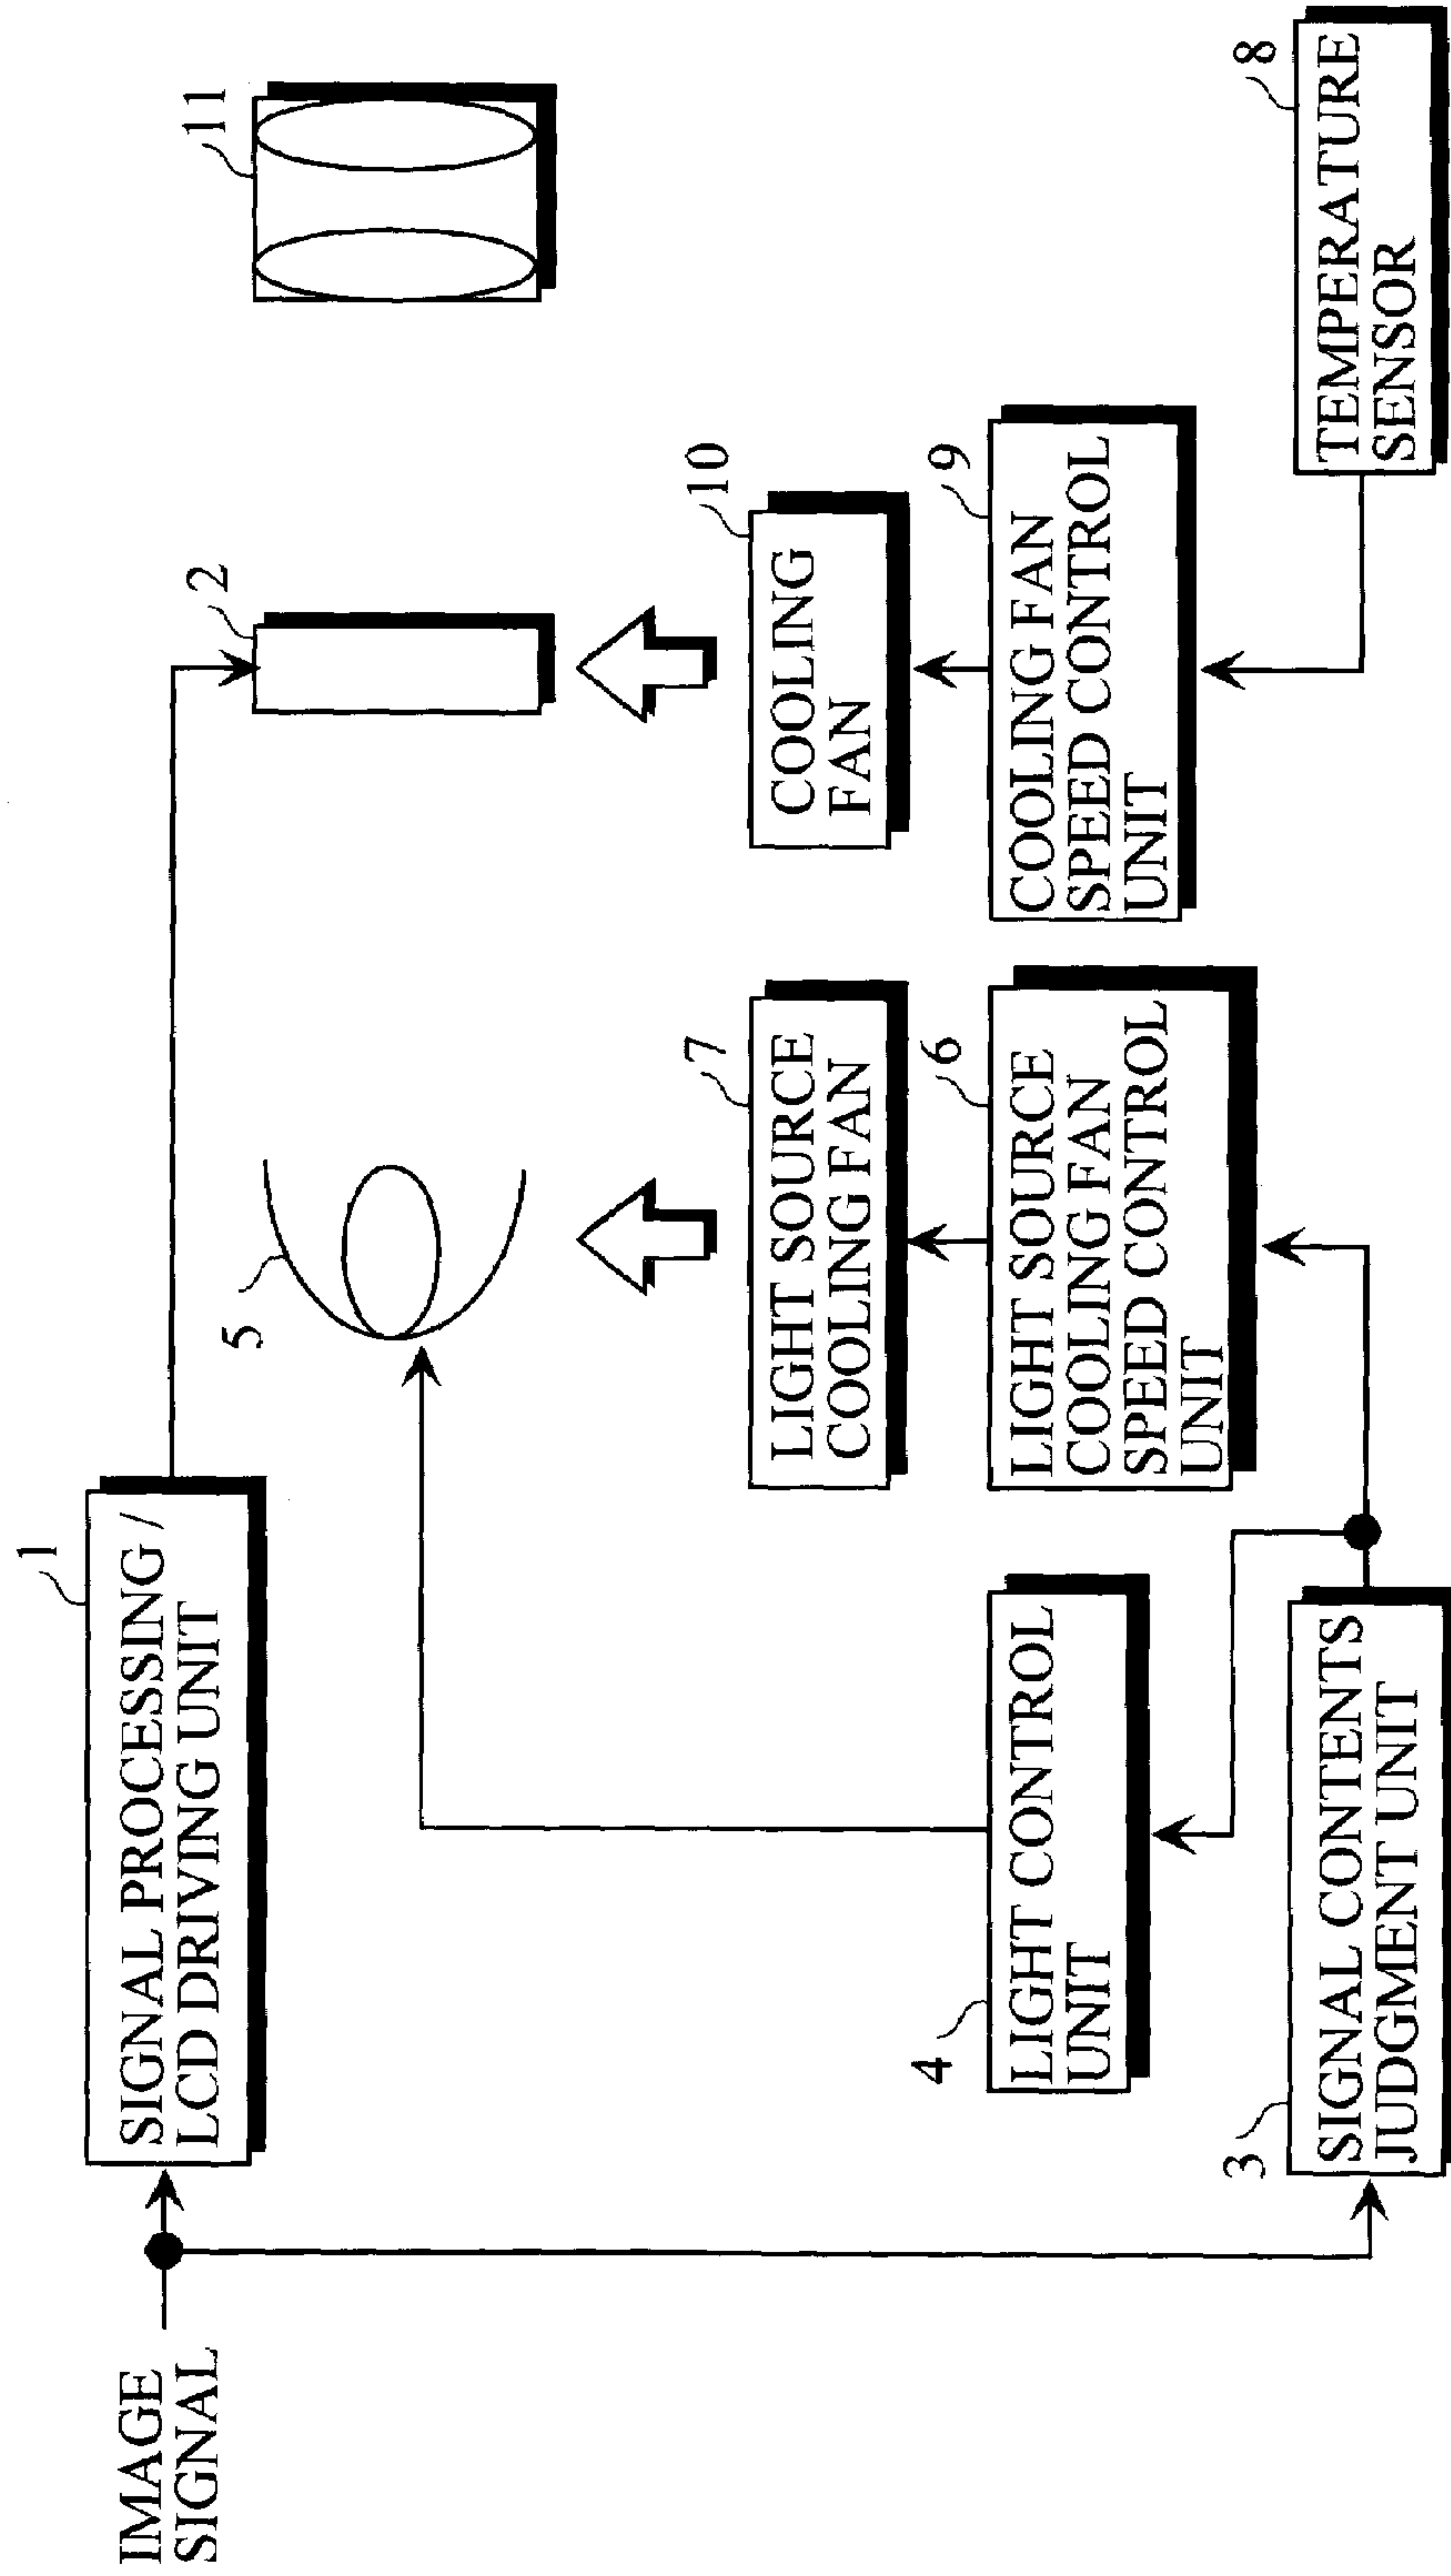 IMAGE
SIGNAL
1
SIGNAL PROCESSING /
LCD DRIVING UNIT
2
11
5
4
LIGHT CONTROL
UNIT
3
SIGNAL CONTENTS
JUDGMENT UNIT
7
LIGHT SOURCE
COOLING FAN
6
LIGHT SOURCE
COOLING FAN
SPEED CONTROL
UNIT
10
COOLING
FAN
9
COOLING FAN
SPEED CONTROL
UNIT
8
TEMPERATURE
SENSOR